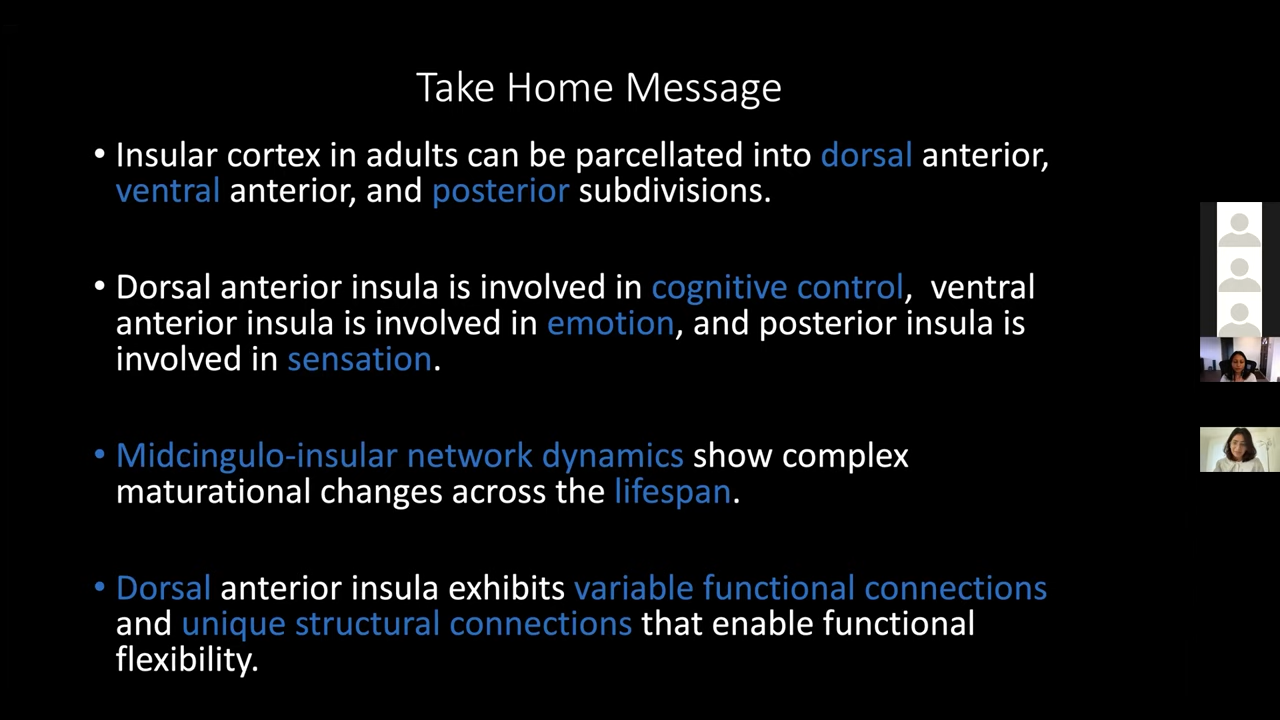 Take Home Message
• Insular cortex in adults can be parcellated into dorsal anterior,
ventral anterior, and posterior subdivisions.
• Dorsal anterior insula is involved in cognitive control,  ventral
anterior insula is involved in emotion, and posterior insula is
involved in sensation.
• Midcingulo-insular network dynamics show complex
maturational changes across the lifespan.
• Dorsal anterior insula exhibits variable functional connections
and unique structural connections that enable functional
flexibility.